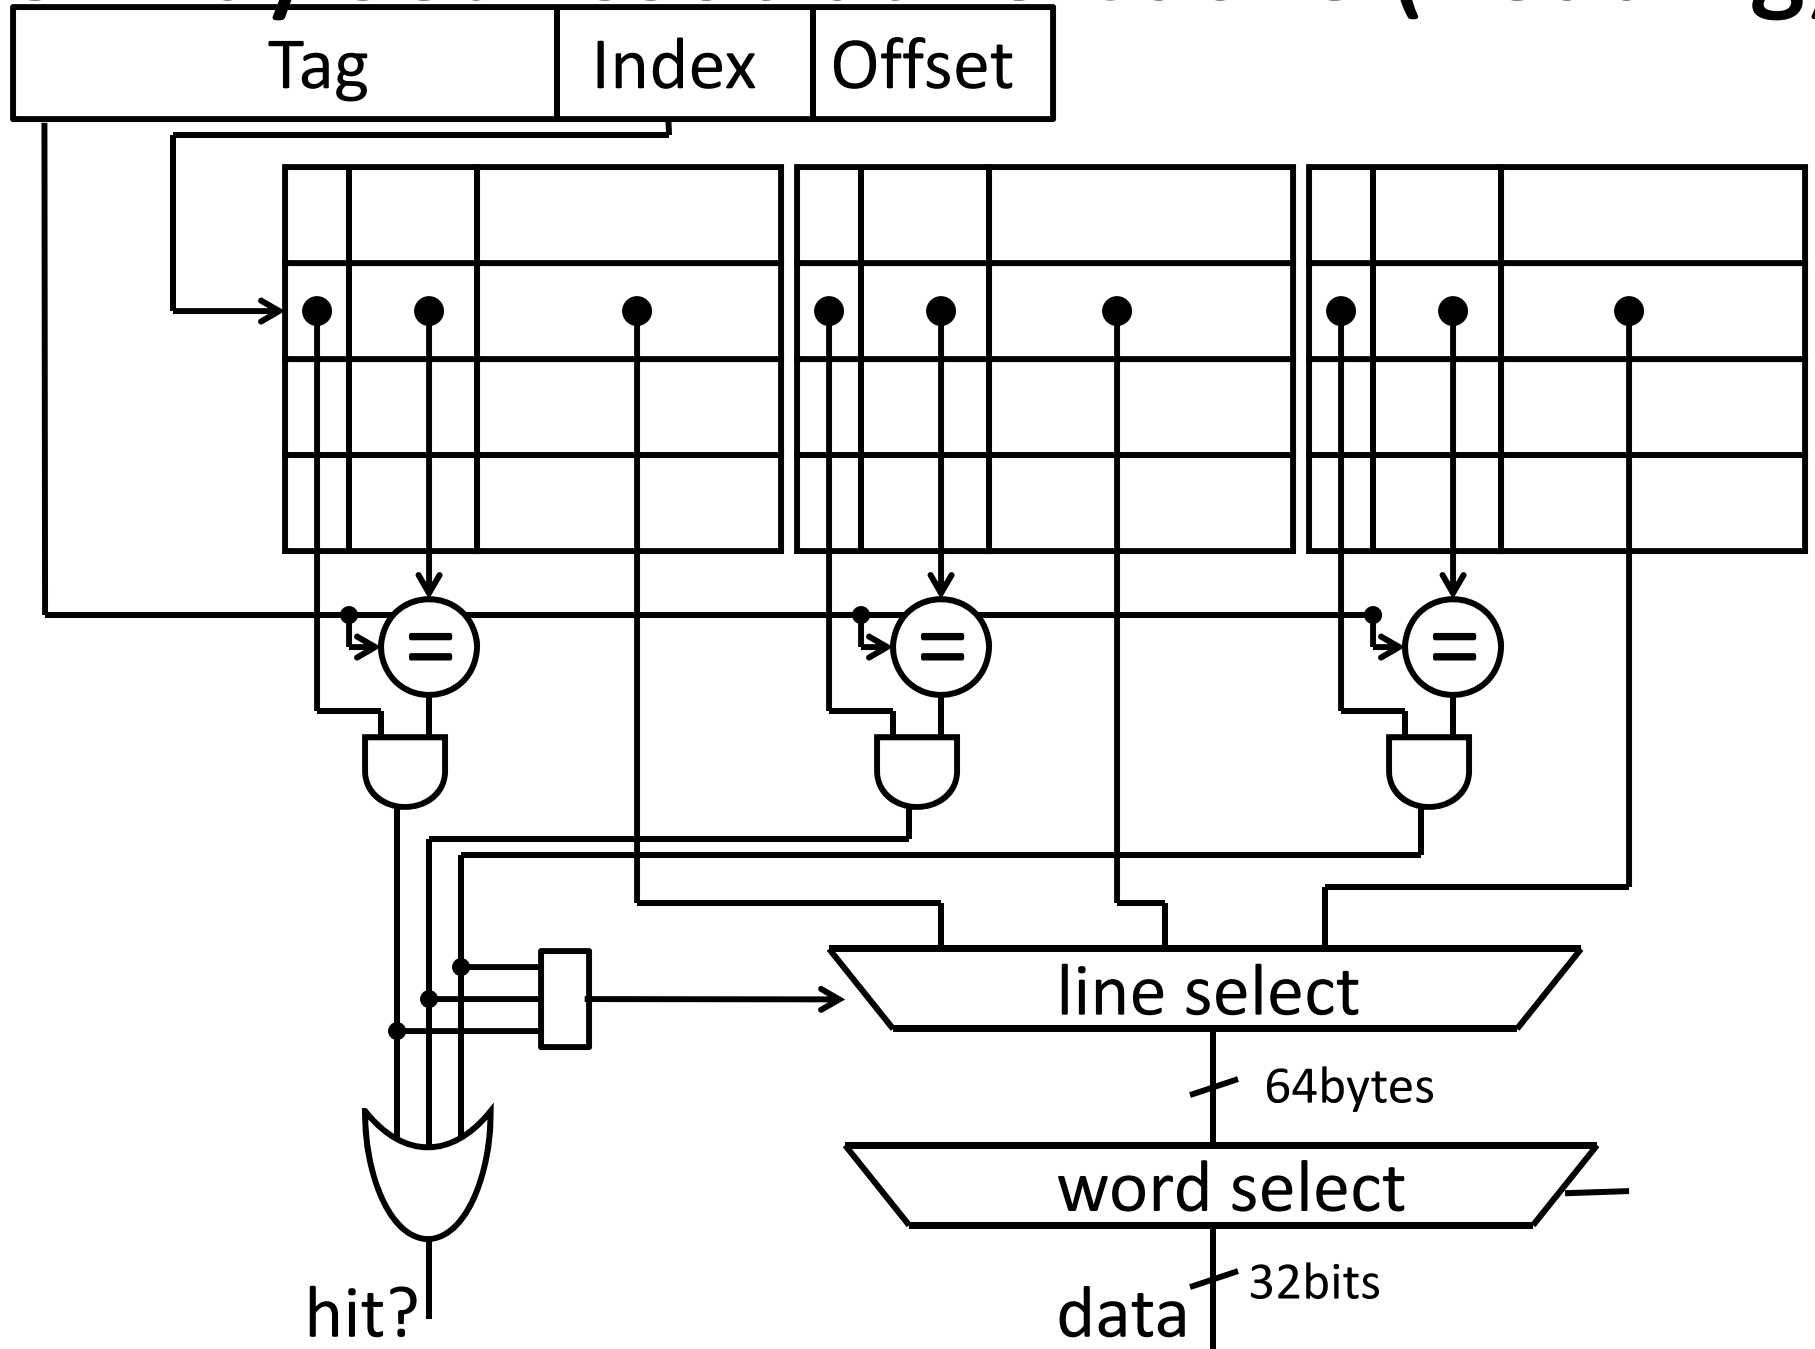 Tag Index Offset
=
=
=
line select
64bytes
word select
32bits
hit?
data